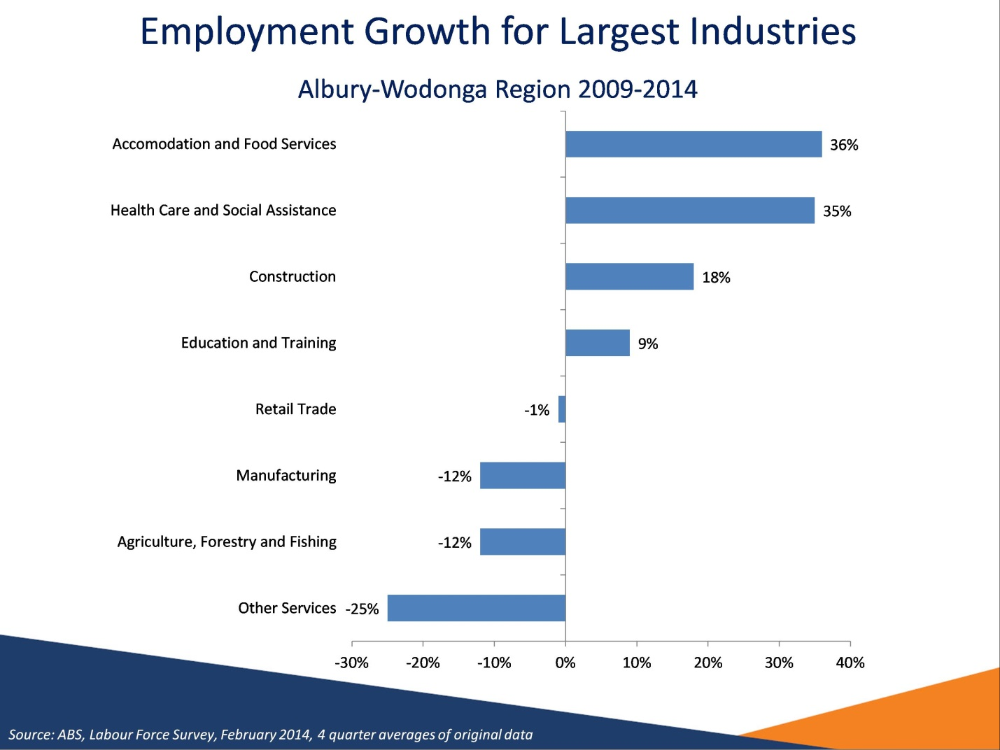 Employment Growth for Largest Industries
Albury-Wodonga Region 2009-2014
Accomodation and Food Services 36%
Health Care and Social Assistance 35%
Construction 18%
Education and Training 9%
Retail Trade -1%
Manufacturing -12%
Agriculture, Forestry and Fishing -12%
Other Services -25%
-30% -20% -10% 0% 10% 20% 30% 40%
Source: ABS, Labour Force Survey, February 2014, 4 quarter averages of original data